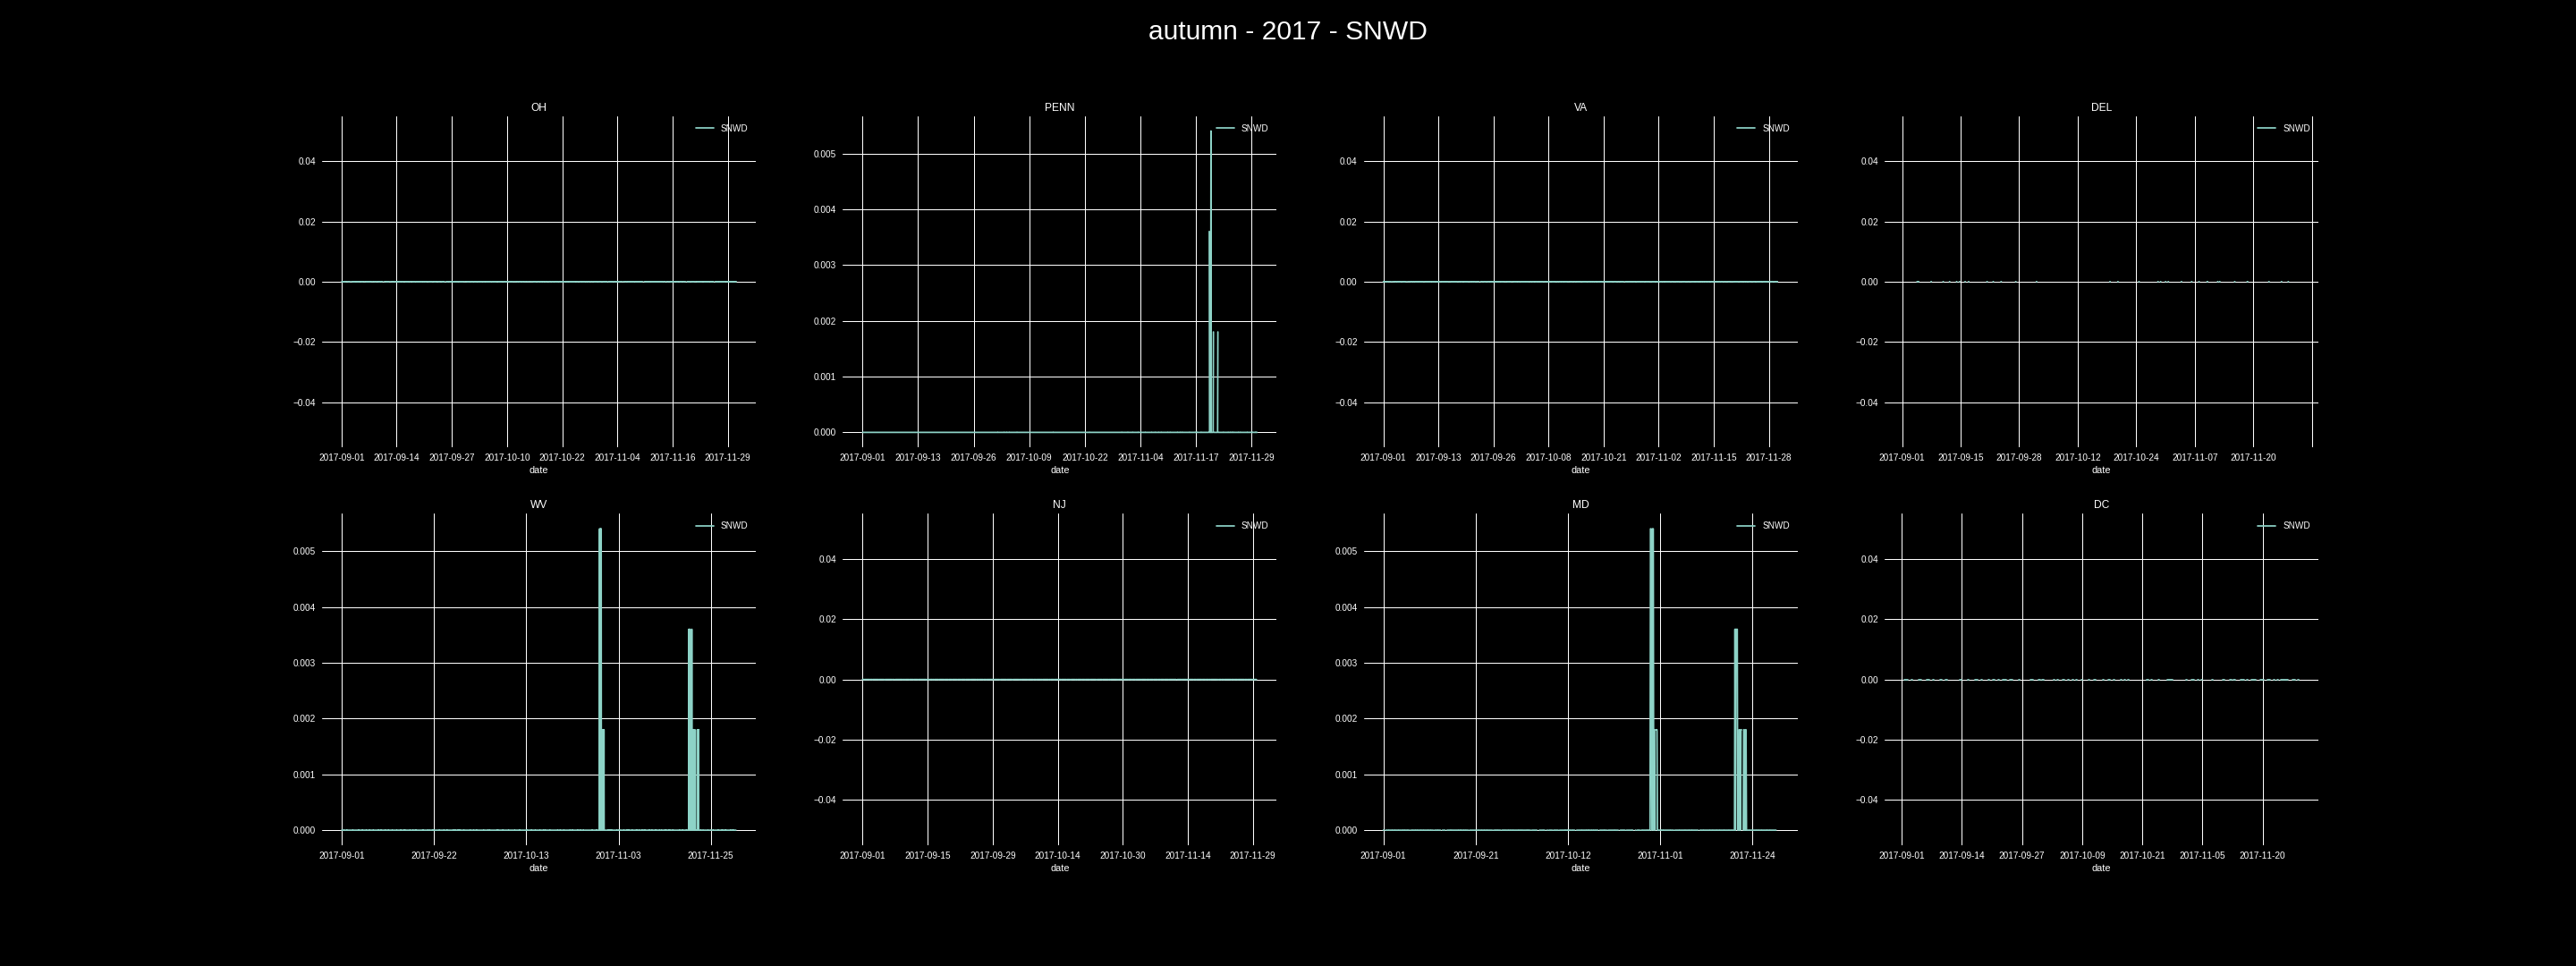 autumn - 2017 - SNWD
OH
SNWD
0.04
0.02
0.00
−0.02
−0.04
2017-09-01 2017-09-14 2017-09-27 2017-10-10 2017-10-22 2017-11-04 2017-11-16 2017-11-29
date
PENN
SNWD
0.005
0.004
0.003
0.002
0.001
0.000
2017-09-01 2017-09-13 2017-09-26 2017-10-09 2017-10-22 2017-11-04 2017-11-17 2017-11-29
date
VA
SNWD
0.04
0.02
0.00
−0.02
−0.04
2017-09-01 2017-09-13 2017-09-26 2017-10-08 2017-10-21 2017-11-02 2017-11-15 2017-11-28
date
DEL
SNWD
0.04
0.02
0.00
−0.02
−0.04
2017-09-01 2017-09-15 2017-09-28 2017-10-12 2017-10-24 2017-11-07 2017-11-20
date
WV
SNWD
0.005
0.004
0.003
0.002
0.001
0.000
2017-09-01 2017-09-22 2017-10-13 2017-11-03 2017-11-25
date
NJ
SNWD
0.04
0.02
0.00
−0.02
−0.04
2017-09-01 2017-09-15 2017-09-29 2017-10-14 2017-10-30 2017-11-14 2017-11-29
date
MD
SNWD
0.005
0.004
0.003
0.002
0.001
0.000
2017-09-01 2017-09-21 2017-10-12 2017-11-01 2017-11-24
date
DC
SNWD
0.04
0.02
0.00
−0.02
−0.04
2017-09-01 2017-09-14 2017-09-27 2017-10-09 2017-10-21 2017-11-05 2017-11-20
date